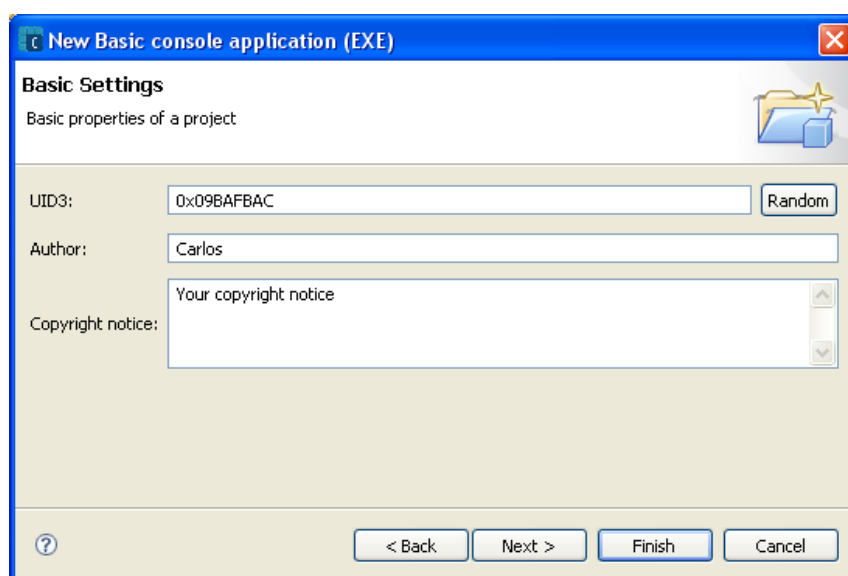 New Basic console application (EXE)
Basic Settings
Basic properties of a project
UID3: 0x09BAFBAC Random
Author: Carlos
Copyright notice: Your copyright notice
< Back Next > Finish Cancel